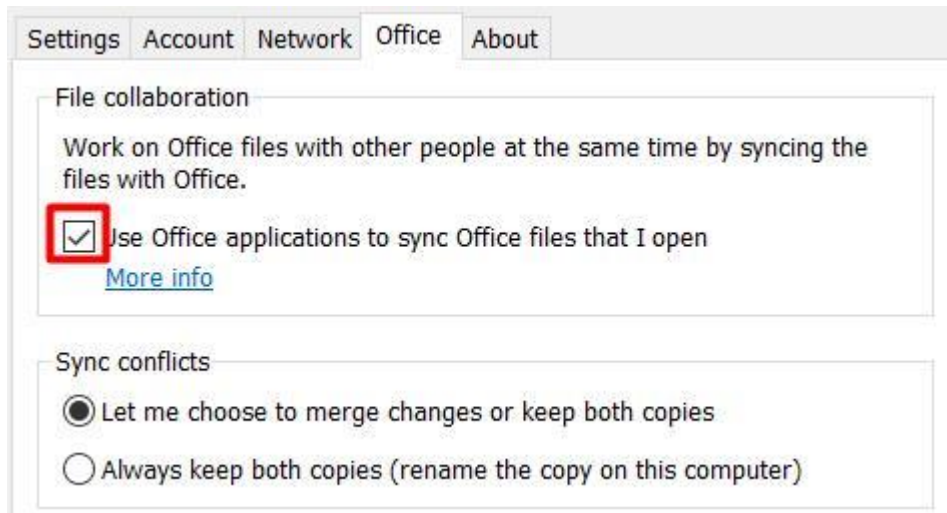 Settings Account Network Office About
File collaboration
Work on Office files with other people at the same time by syncing the
files with Office.
Use Office applications to sync Office files that I open
More info
Sync conflicts
Let me choose to merge changes or keep both copies
Always keep both copies (rename the copy on this computer)